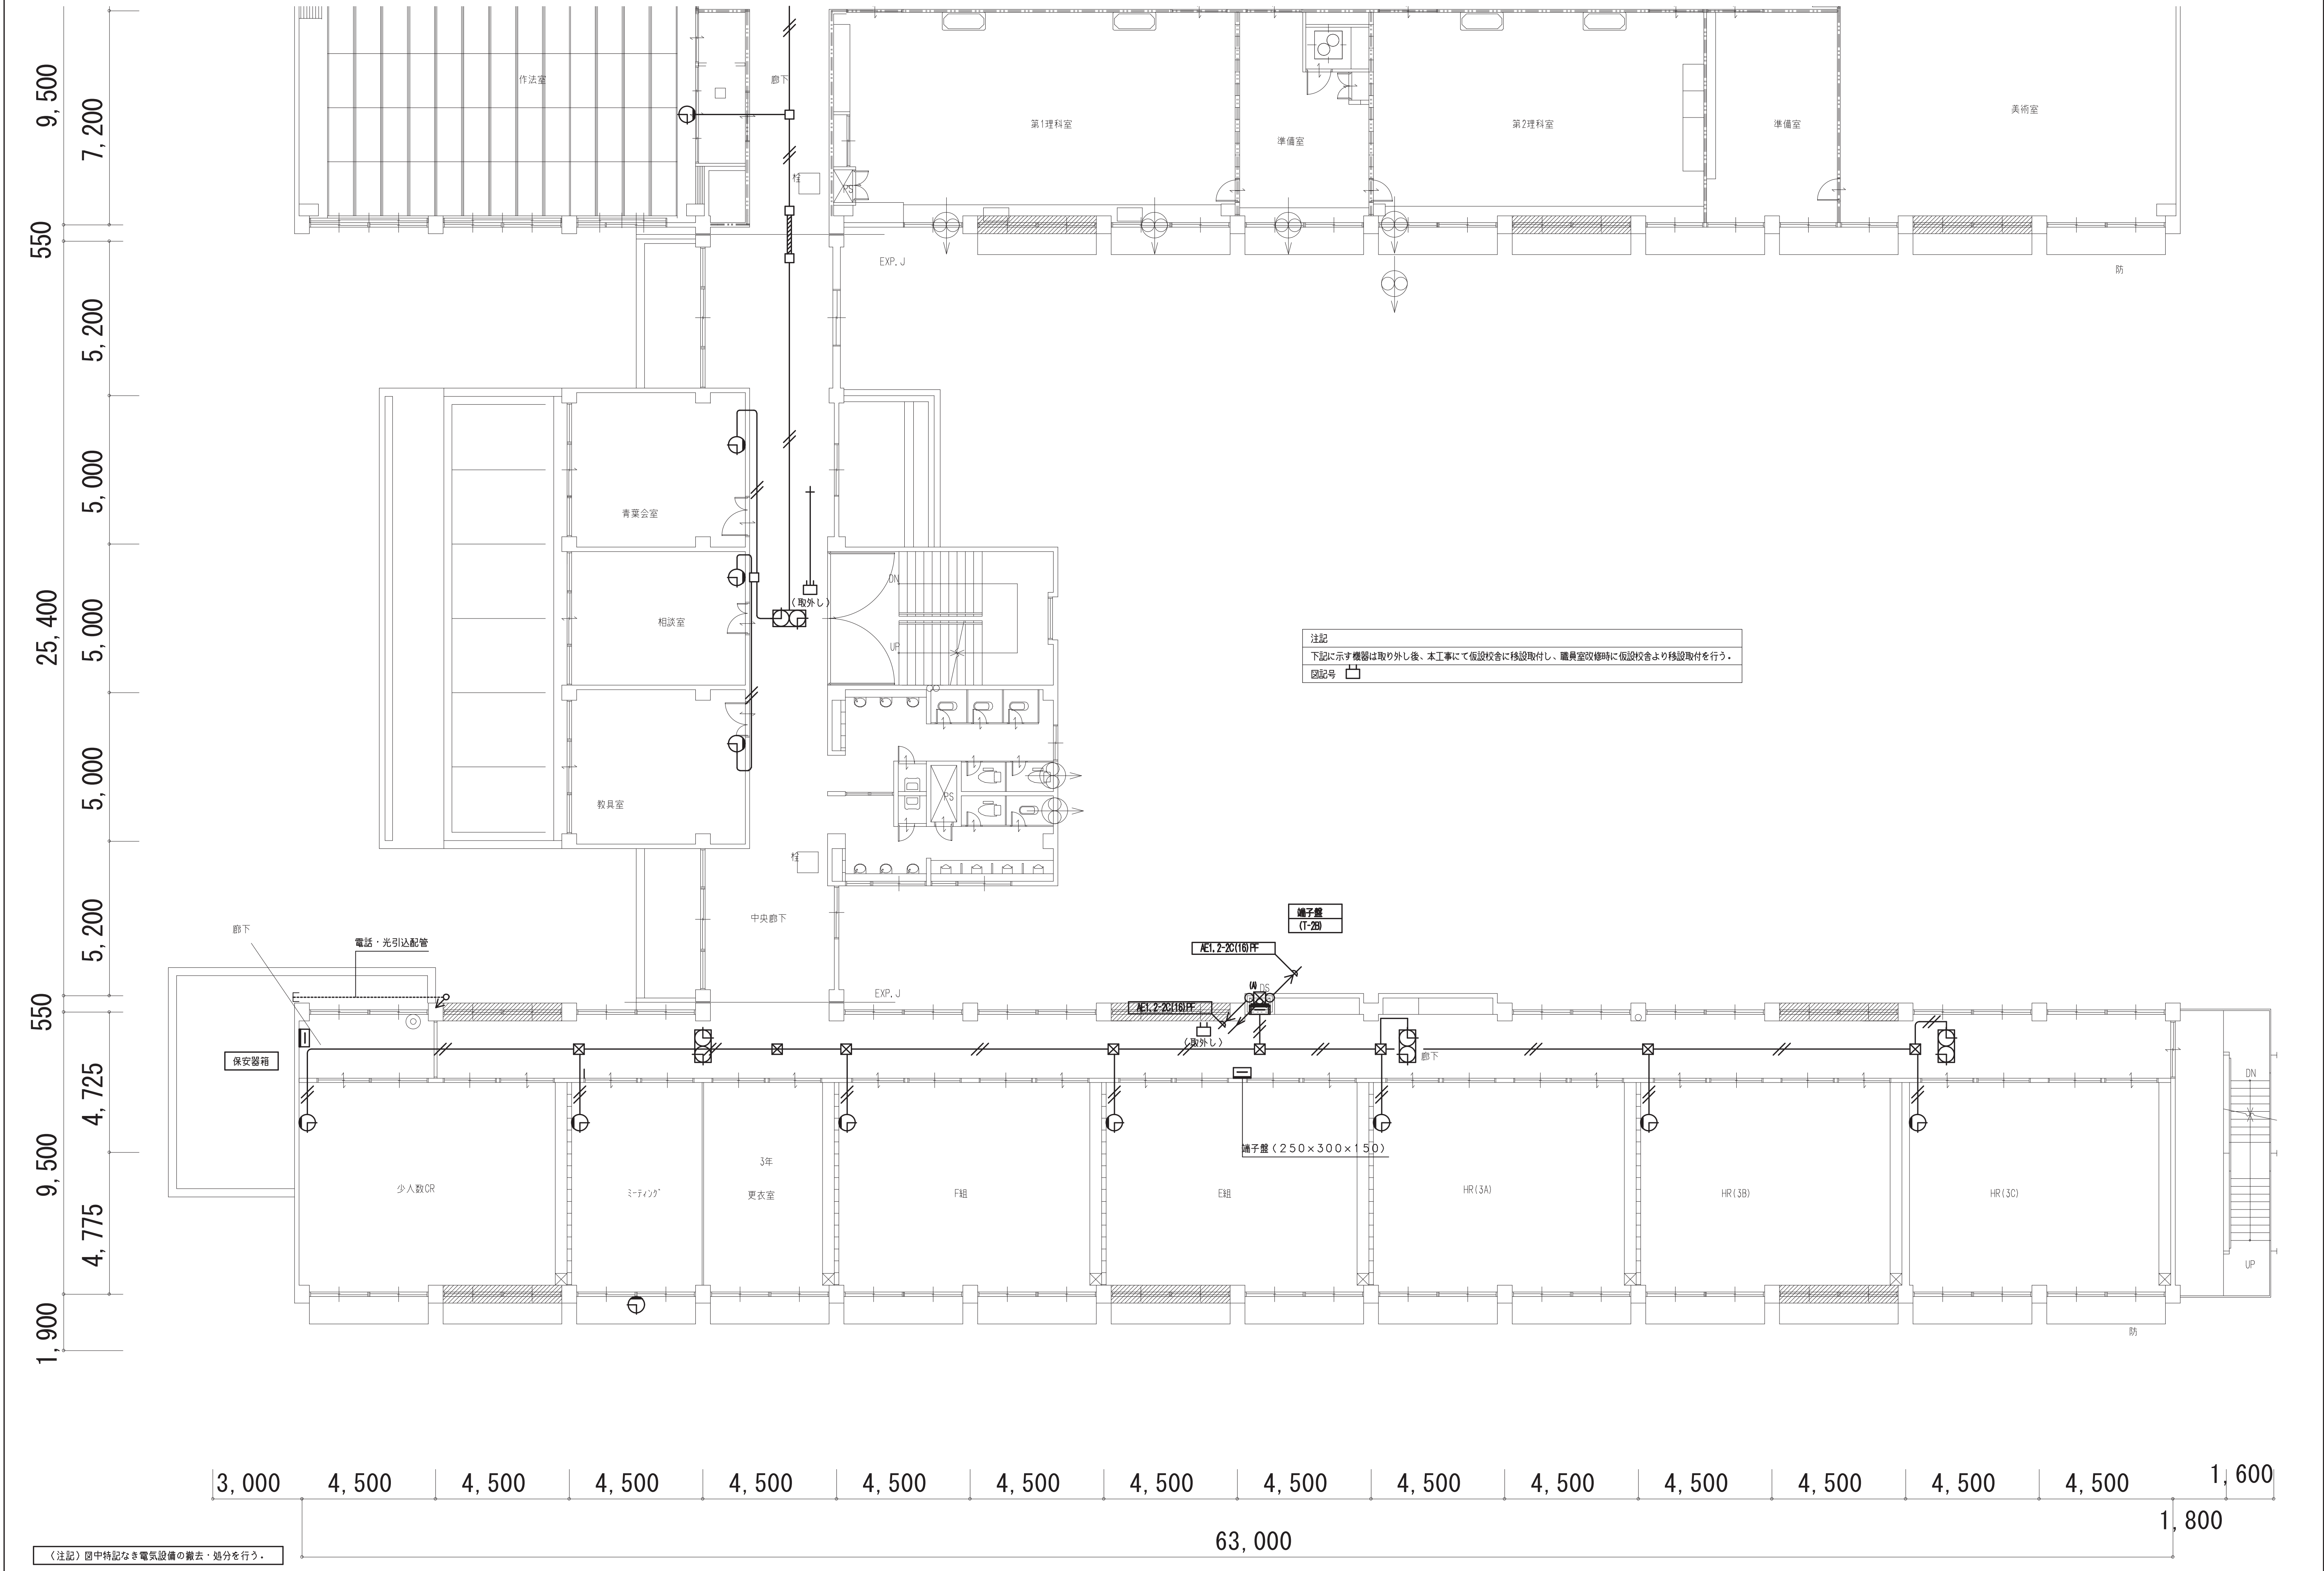 9,500
7,200
550
5,200
5,000
25,400
5,000
5,000
5,200
550
4,725
9,500
4,775
1,900
作法室
廊下
栓
PS
第1理科室
準備室
第2理科室
準備室
美術室
EXP.J
防
青葉会室
相談室
教具室
(取外し)
DN
UP
PS
栓
中央廊下
EXP.J
注記
下記に示す機器は取り外し後、本工事にて仮設校舎に移設取付し、職員室改修時に仮設校舎より移設取付を行う.
図記号
廊下
電話・光引込配管
保安器箱
端子盤
(T-2B)
AE1.2-2C(16)PF
AE1.2-2C(16)PF
(A)
DS
(取外し)
廊下
端子盤(250×300×150)
少人数CR
ミーティング
3年
更衣室
F組
E組
HR(3A)
HR(3B)
HR(3C)
DN
UP
防
3,000
4,500
4,500
4,500
4,500
4,500
4,500
4,500
4,500
4,500
4,500
4,500
4,500
4,500
4,500
1,600
1,800
63,000
(注記)図中特記なき電気設備の撤去・処分を行う.